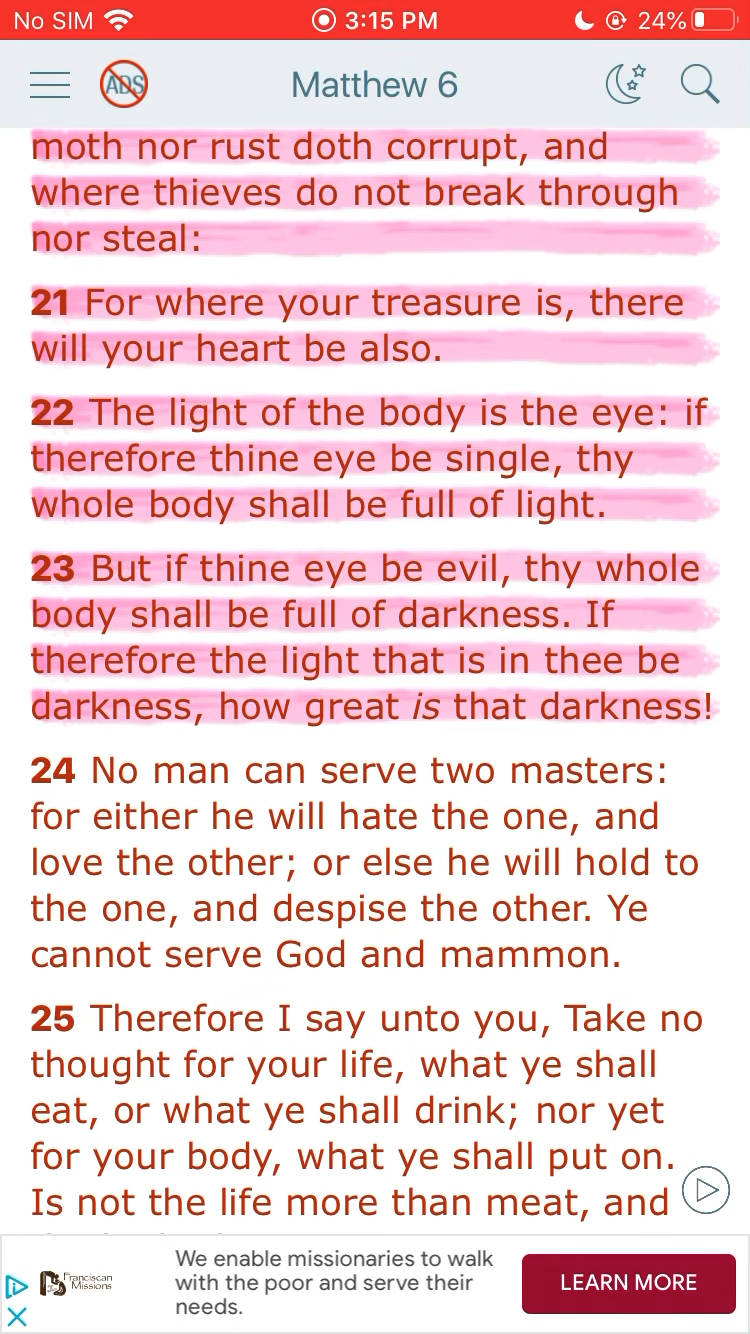 No SIM 3:15 PM 24%
ADS Matthew 6
moth nor rust doth corrupt, and
where thieves do not break through
nor steal:
21 For where your treasure is, there
will your heart be also.
22 The light of the body is the eye: if
therefore thine eye be single, thy
whole body shall be full of light.
23 But if thine eye be evil, thy whole
body shall be full of darkness. If
therefore the light that is in thee be
darkness, how great is that darkness!
24 No man can serve two masters:
for either he will hate the one, and
love the other; or else he will hold to
the one, and despise the other. Ye
cannot serve God and mammon.
25 Therefore I say unto you, Take no
thought for your life, what ye shall
eat, or what ye shall drink; nor yet
for your body, what ye shall put on.
Is not the life more than meat, and
Franciscan
Missions
We enable missionaries to walk
with the poor and serve their
needs.
LEARN MORE